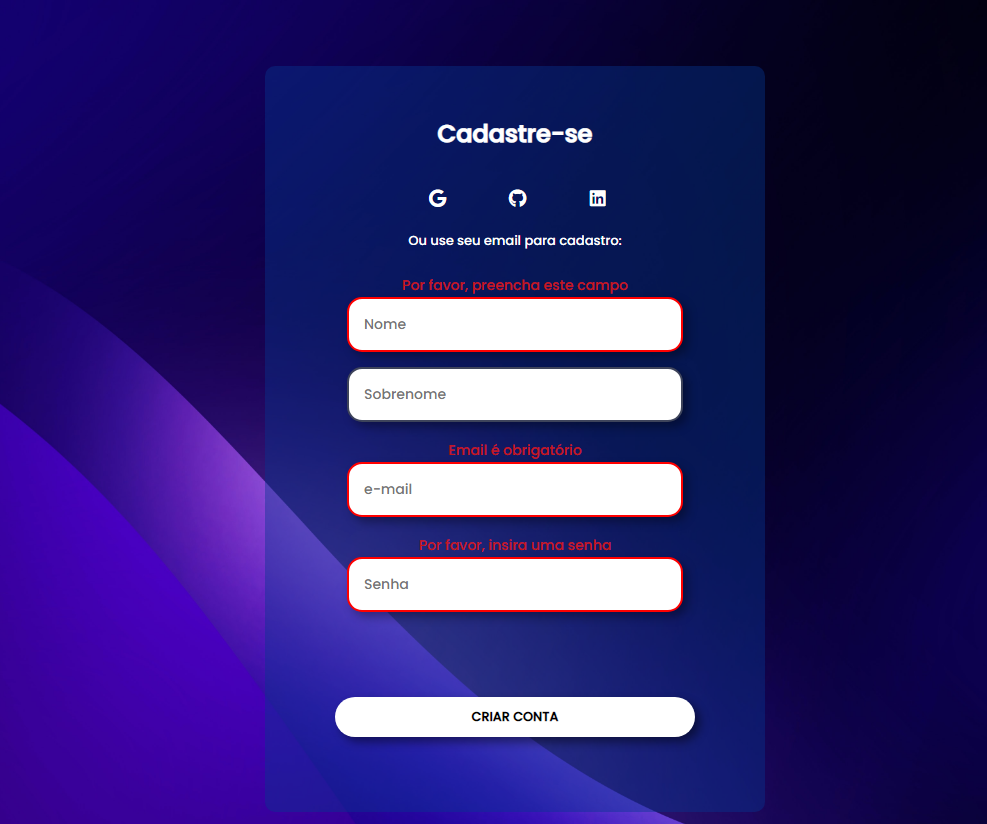 Cadastre-se
Ou use seu email para cadastro:
Por favor, preencha este campo
Nome
Sobrenome
Email é obrigatório
e-mail
Por favor, insira uma senha
Senha
CRIAR CONTA